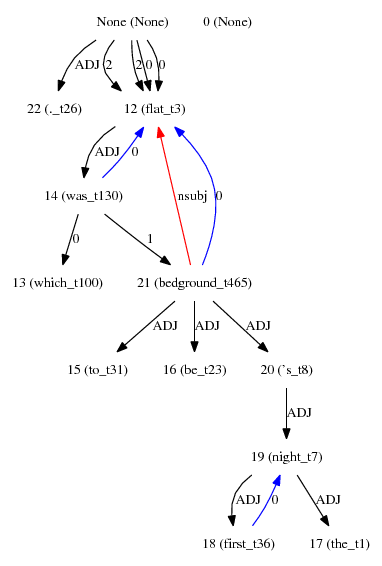 None (None) 0 (None)
ADJ 2 2 0 0
22 (._t26) 12 (flat_t3)
ADJ 0
14 (was_t130) nsubj 0
0 1
13 (which_t100) 21 (bedground_t465)
ADJ ADJ ADJ
15 (to_t31) 16 (be_t23) 20 ('s_t8)
ADJ
19 (night_t7)
ADJ 0 ADJ
18 (first_t36) 17 (the_t1)